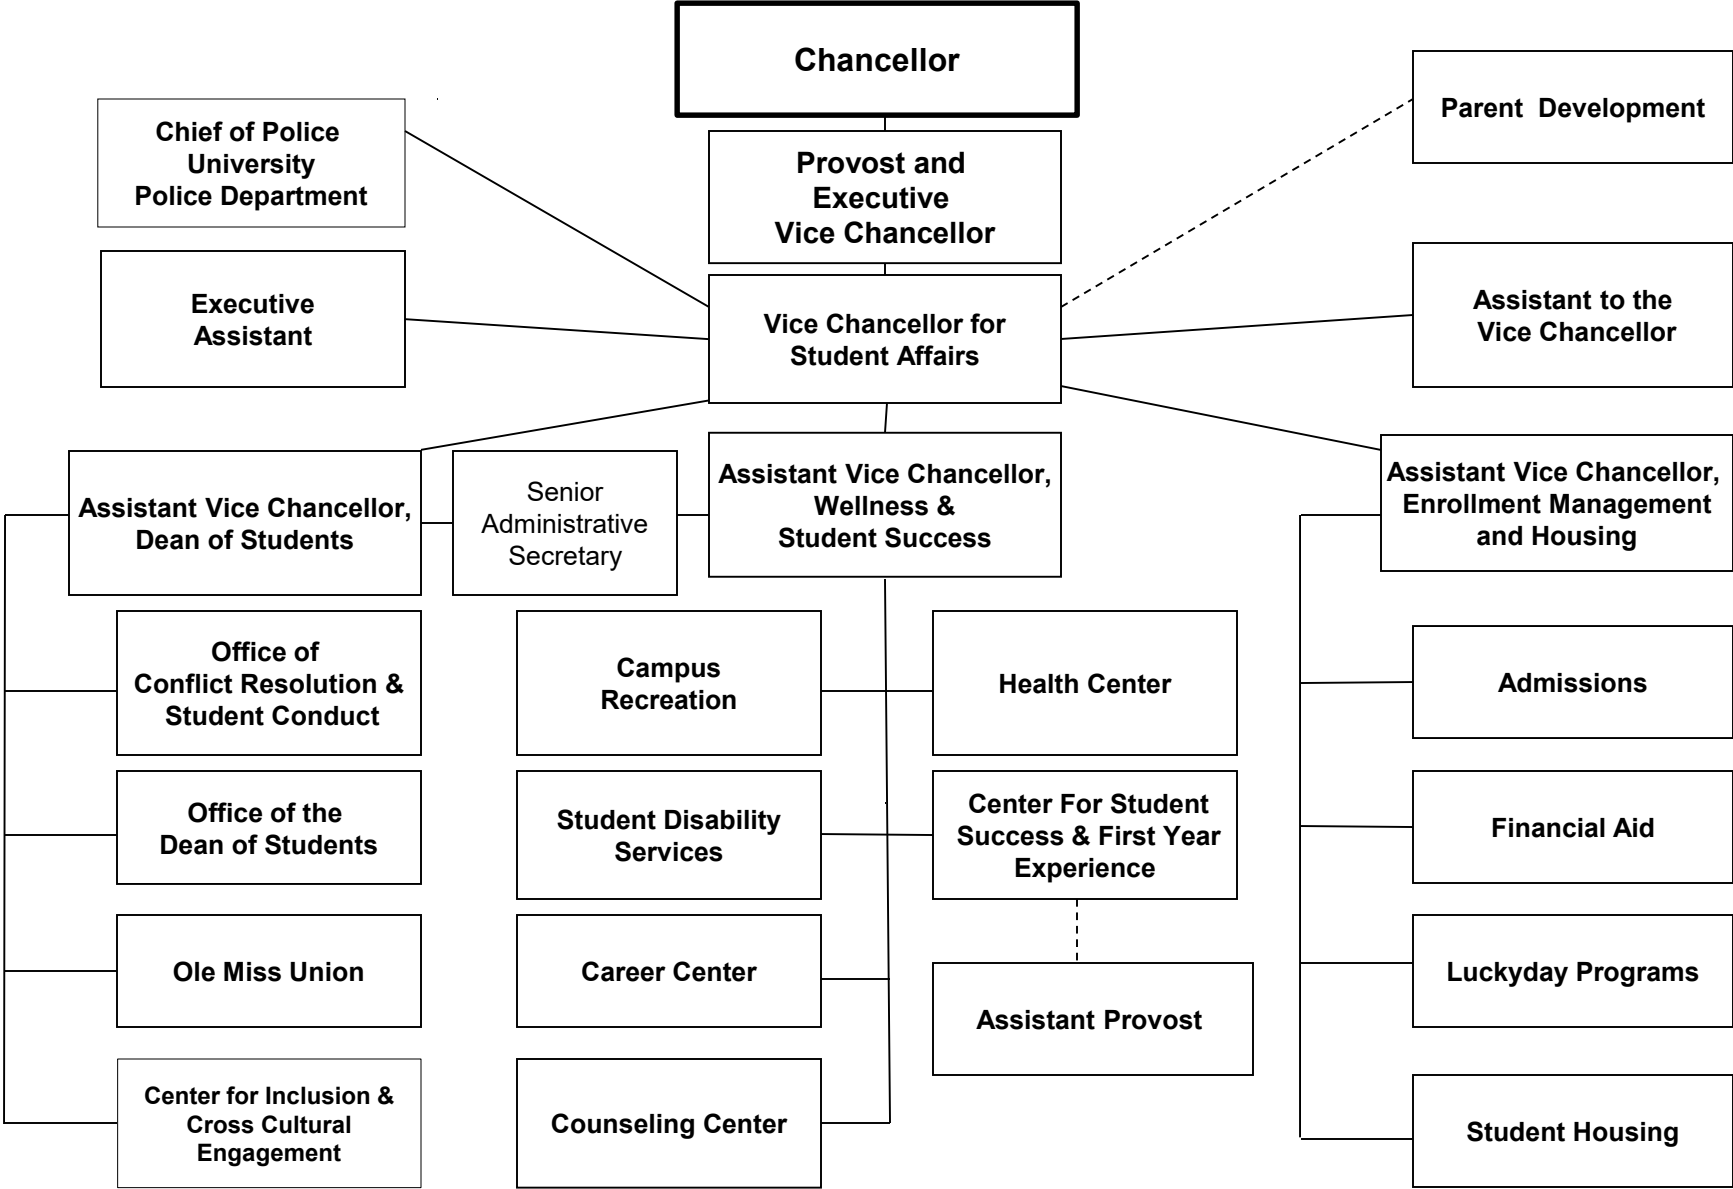 Chancellor
Chief of Police
University
Police Department
Provost and
Executive
Vice Chancellor
Parent Development
Executive
Assistant
Vice Chancellor for
Student Affairs
Assistant to the
Vice Chancellor
Assistant Vice Chancellor,
Dean of Students
Senior
Administrative
Secretary
Assistant Vice Chancellor,
Wellness &
Student Success
Assistant Vice Chancellor,
Enrollment Management
and Housing
Office of
Conflict Resolution &
Student Conduct
Campus
Recreation
Health Center
Admissions
Office of the
Dean of Students
Student Disability
Services
Center For Student
Success & First Year
Experience
Financial Aid
Ole Miss Union
Career Center
Assistant Provost
Luckyday Programs
Center for Inclusion &
Cross Cultural
Engagement
Counseling Center
Student Housing